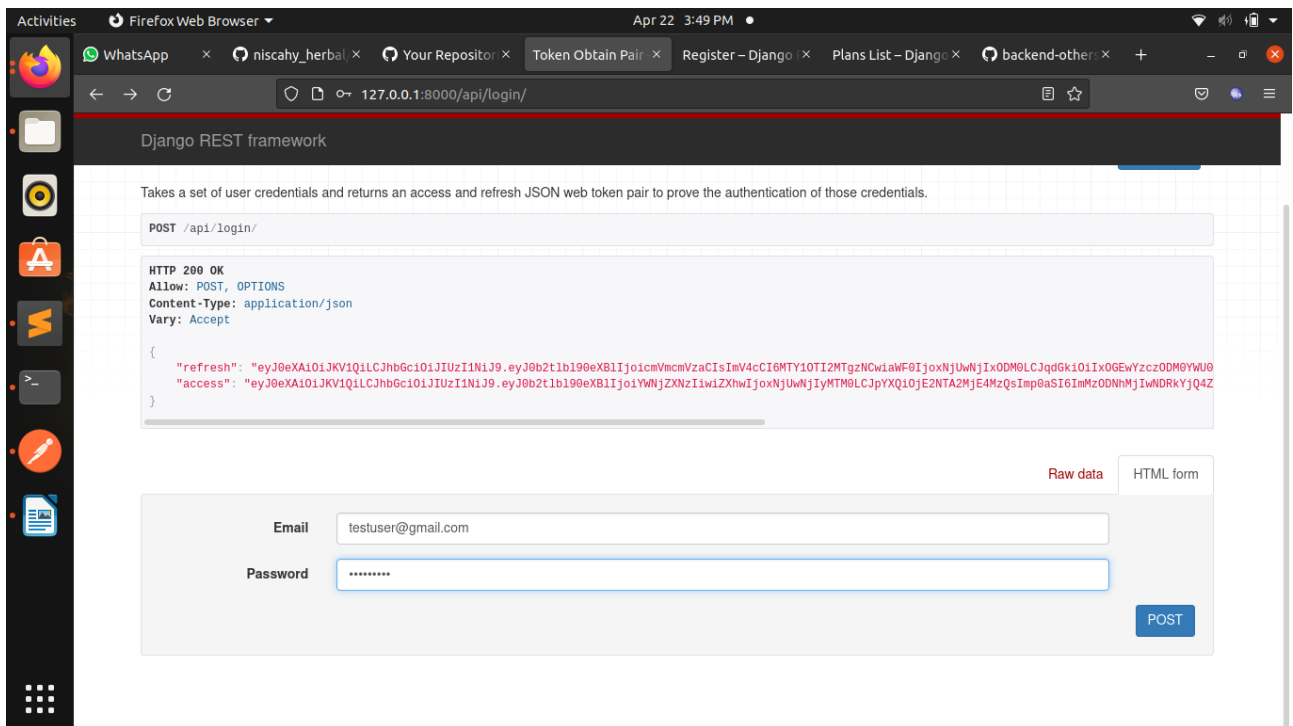 Activities Firefox Web Browser Apr 22 3:49 PM
WhatsApp niscahy_herbal Your Repositori Token Obtain Pair Register – Django Plans List – Django backend-others
127.0.0.1:8000/api/login/
Django REST framework
Takes a set of user credentials and returns an access and refresh JSON web token pair to prove the authentication of those credentials.
POST /api/login/
HTTP 200 OK
Allow: POST, OPTIONS
Content-Type: application/json
Vary: Accept
{
"refresh": "eyJ0eXAiOiJKV1QiLCJhbGciOiJIUzI1NiJ9.eyJ0b2tlbl90eXBlIjoicmVmcmVzaCIsImV4cCI6MTY1OTI2MTgzNCwiaWF0IjoxNjUwNjIxODM0LCJqdGkiOiIxOGEwYzczODM0YWU0
"access": "eyJ0eXAiOiJKV1QiLCJhbGciOiJIUzI1NiJ9.eyJ0b2tlbl90eXBlIjoiYWNjZXNzIiwiZXhwIjoxNjUwNjIyMTM0LCJpYXQiOjE2NTA2MjE4MzQsImp0aSI6ImMzODNhMjIwNDRkYjQ4Z
}
Raw data HTML form
Email testuser@gmail.com
Password •••••••••
POST